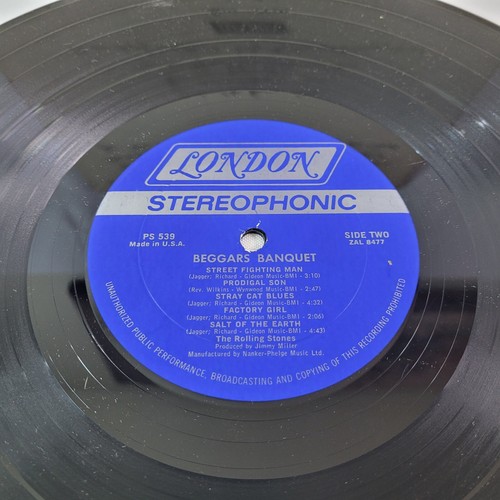 LONDON
STEREOPHONIC
PS 539
Made in U.S.A.
SIDE TWO
ZAL 8477
BEGGARS BANQUET
STREET FIGHTING MAN
(Jagger; Richard - Gideon Music-BMI - 3:10)
PRODIGAL SON
(Rev. Wilkins - Wynwood Music-BMI - 2:47)
STRAY CAT BLUES
(Jagger; Richard - Gideon Music-BMI - 4:32)
FACTORY GIRL
(Jagger; Richard - Gideon Music-BMI - 2:06)
SALT OF THE EARTH
(Jagger; Richard - Gideon Music-BMI - 4:43)
The Rolling Stones
Produced by Jimmy Miller
Manufactured by Nanker-Phelge Music Ltd.
UNAUTHORIZED PUBLIC PERFORMANCE, BROADCASTING AND COPYING OF THIS RECORDING PROHIBITED